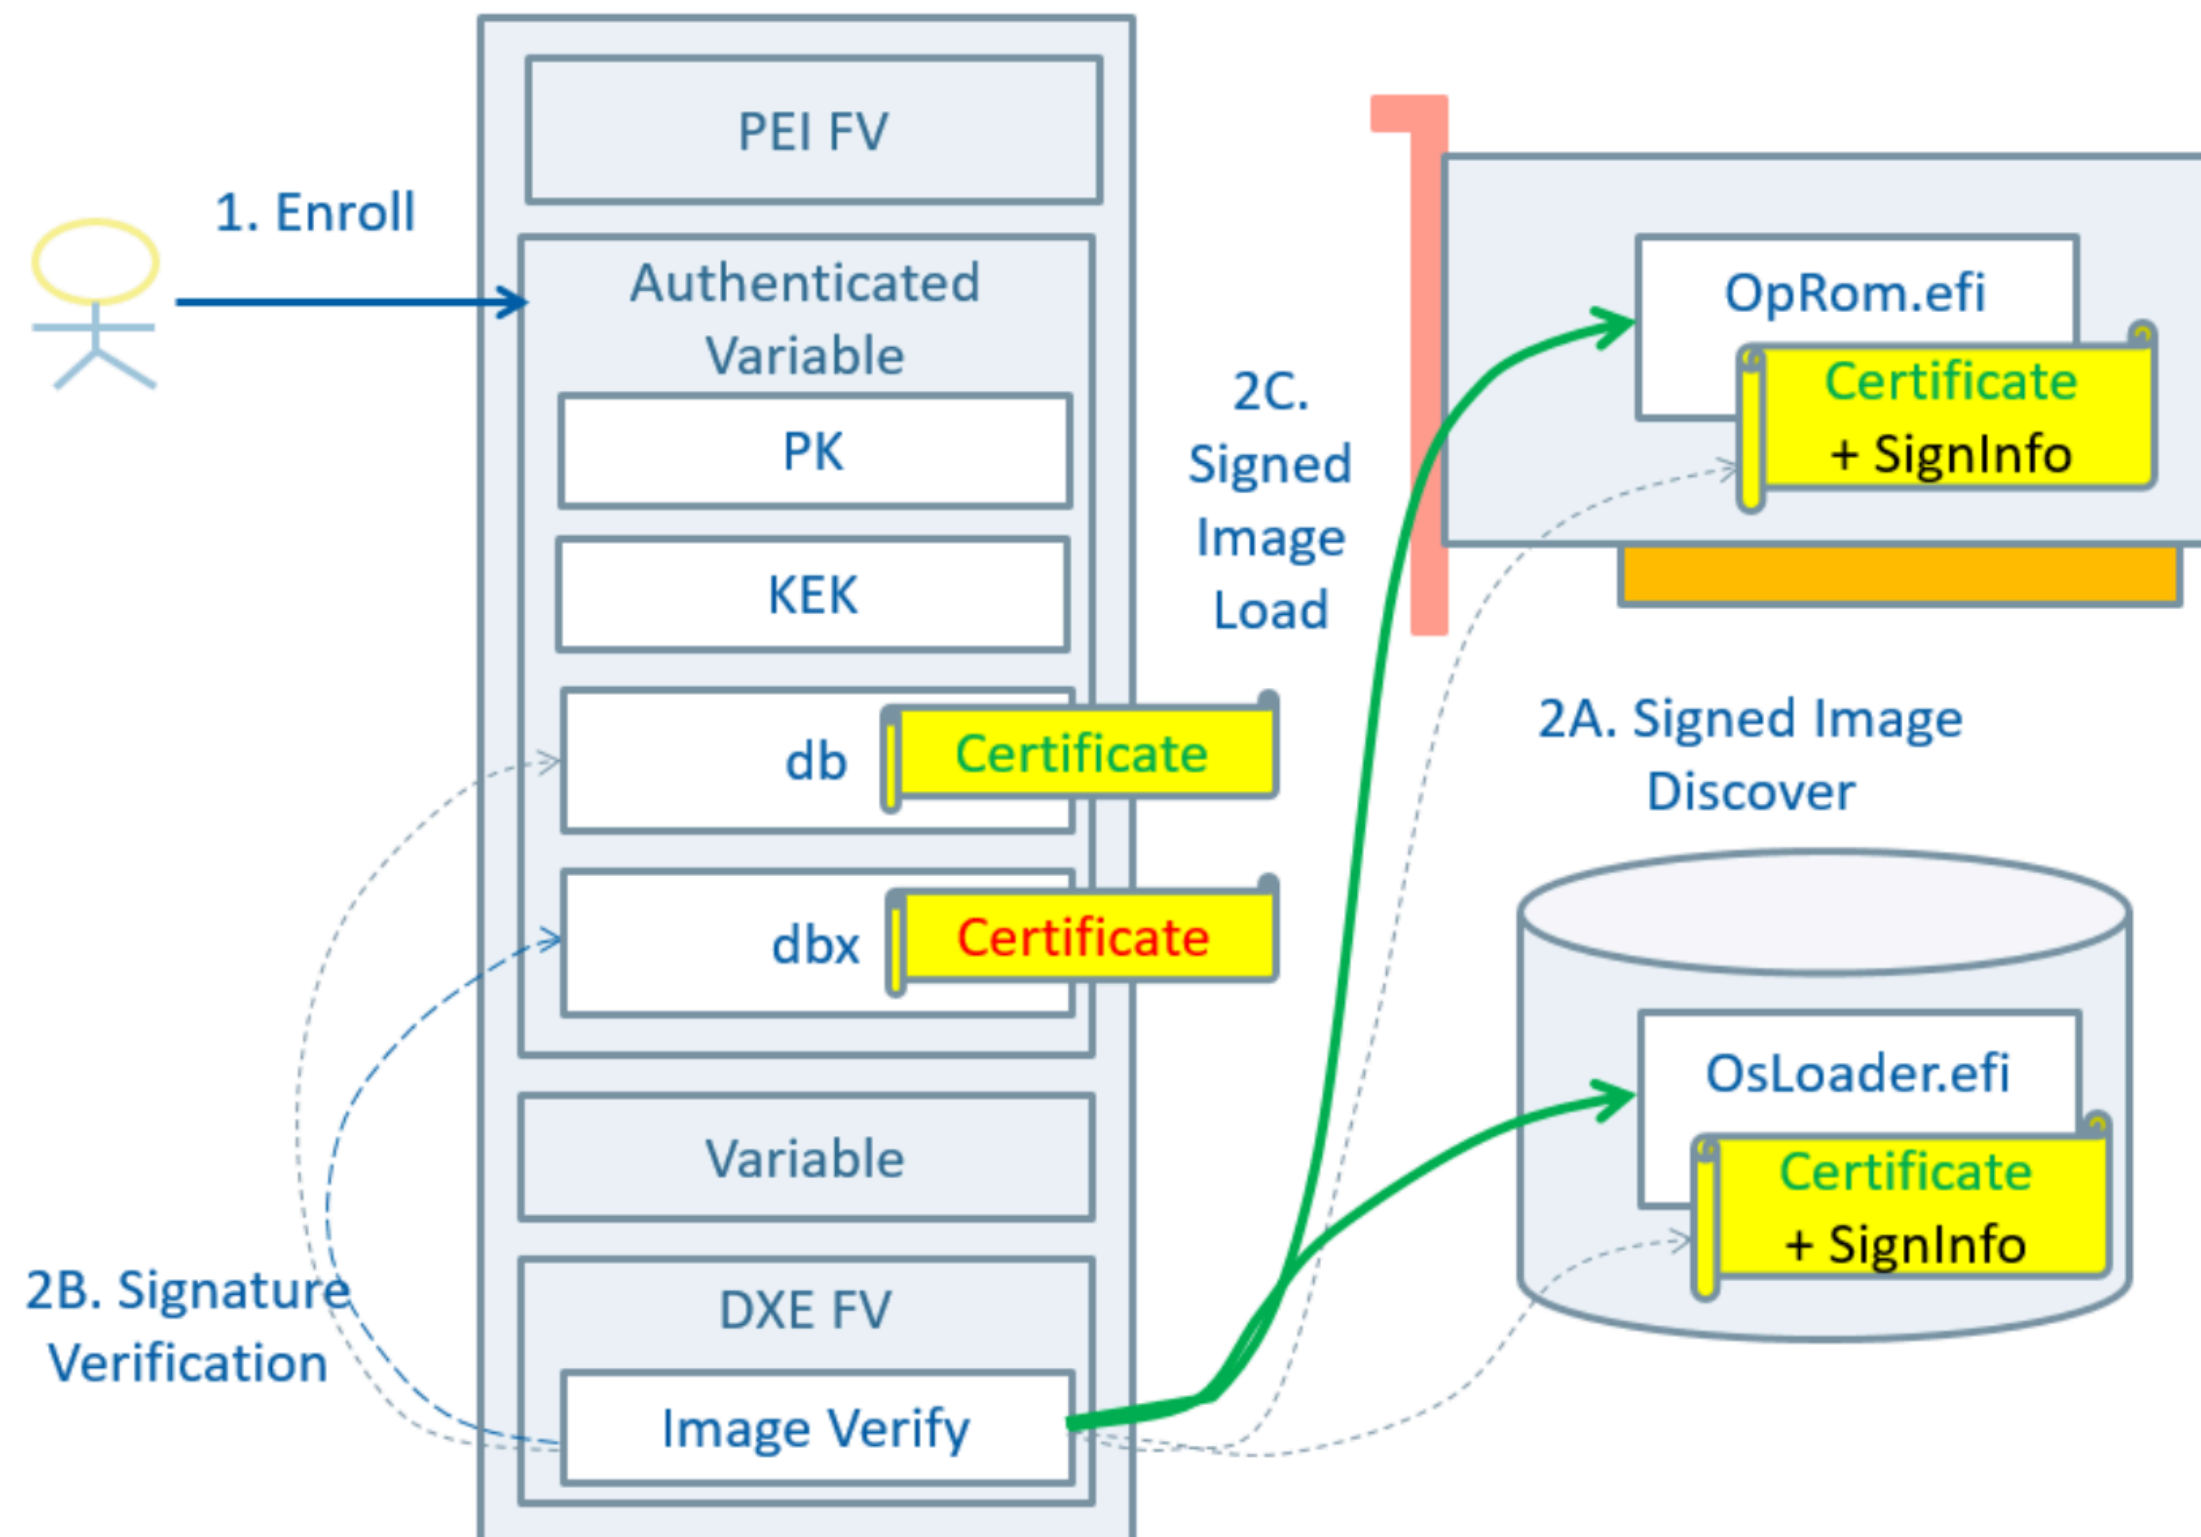 1. Enroll
PEI FV
Authenticated
Variable
PK
KEK
db
Certificate
dbx
Certificate
Variable
DXE FV
Image Verify
2B. Signature
Verification
2C.
Signed
Image
Load
OpRom.efi
Certificate
+ SignInfo
2A. Signed Image
Discover
OsLoader.efi
Certificate
+ SignInfo